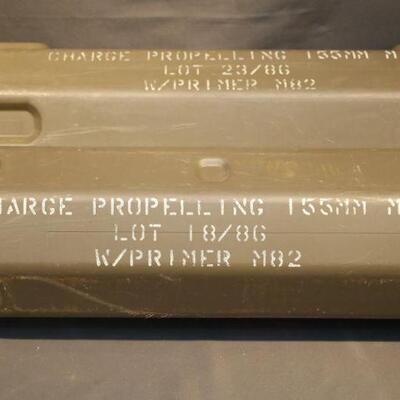 CHARGE PROPELLING 155MM M
LOT 23/86
W/PRIMER M82
HARGE PROPELLING 155MM M
LOT 18/86
W/PRIMER M82